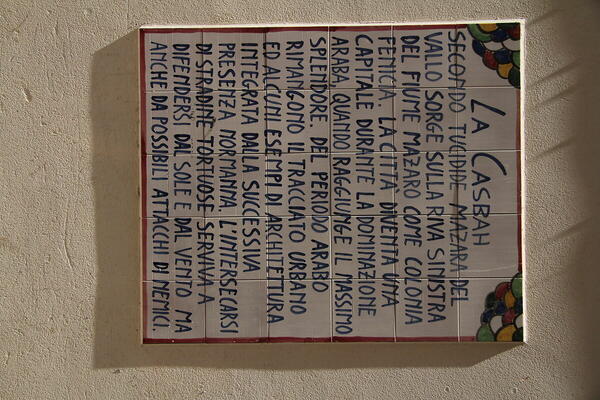 LA CASBAH
SECONDO TUCIDIDE MAZARA DEL
VALLO SORGE SULLA RIVA SINISTRA
DEL FIUME MAZARO COME COLONIA
FENICIA. LA CITTÀ DIVENTA UNA
CAPITALE DURANTE LA DOMINAZIONE
ARABA, QUANDO RAGGIUNGE IL MASSIMO
SPLENDORE. DEL PERIODO ARABO
RIMANGONO IL TRACCIATO URBANO
ED ALCUNI ESEMPI DI ARCHITETTURA
INTEGRATA DALLA SUCCESSIVA
PRESENZA NORMANNA. L'INTERSECARSI
DI STRADINE TORTUOSE SERVIVA A
DIFENDERSI DAL SOLE E DAL VENTO MA
ANCHE DA POSSIBILI ATTACCHI DI NEMICI.